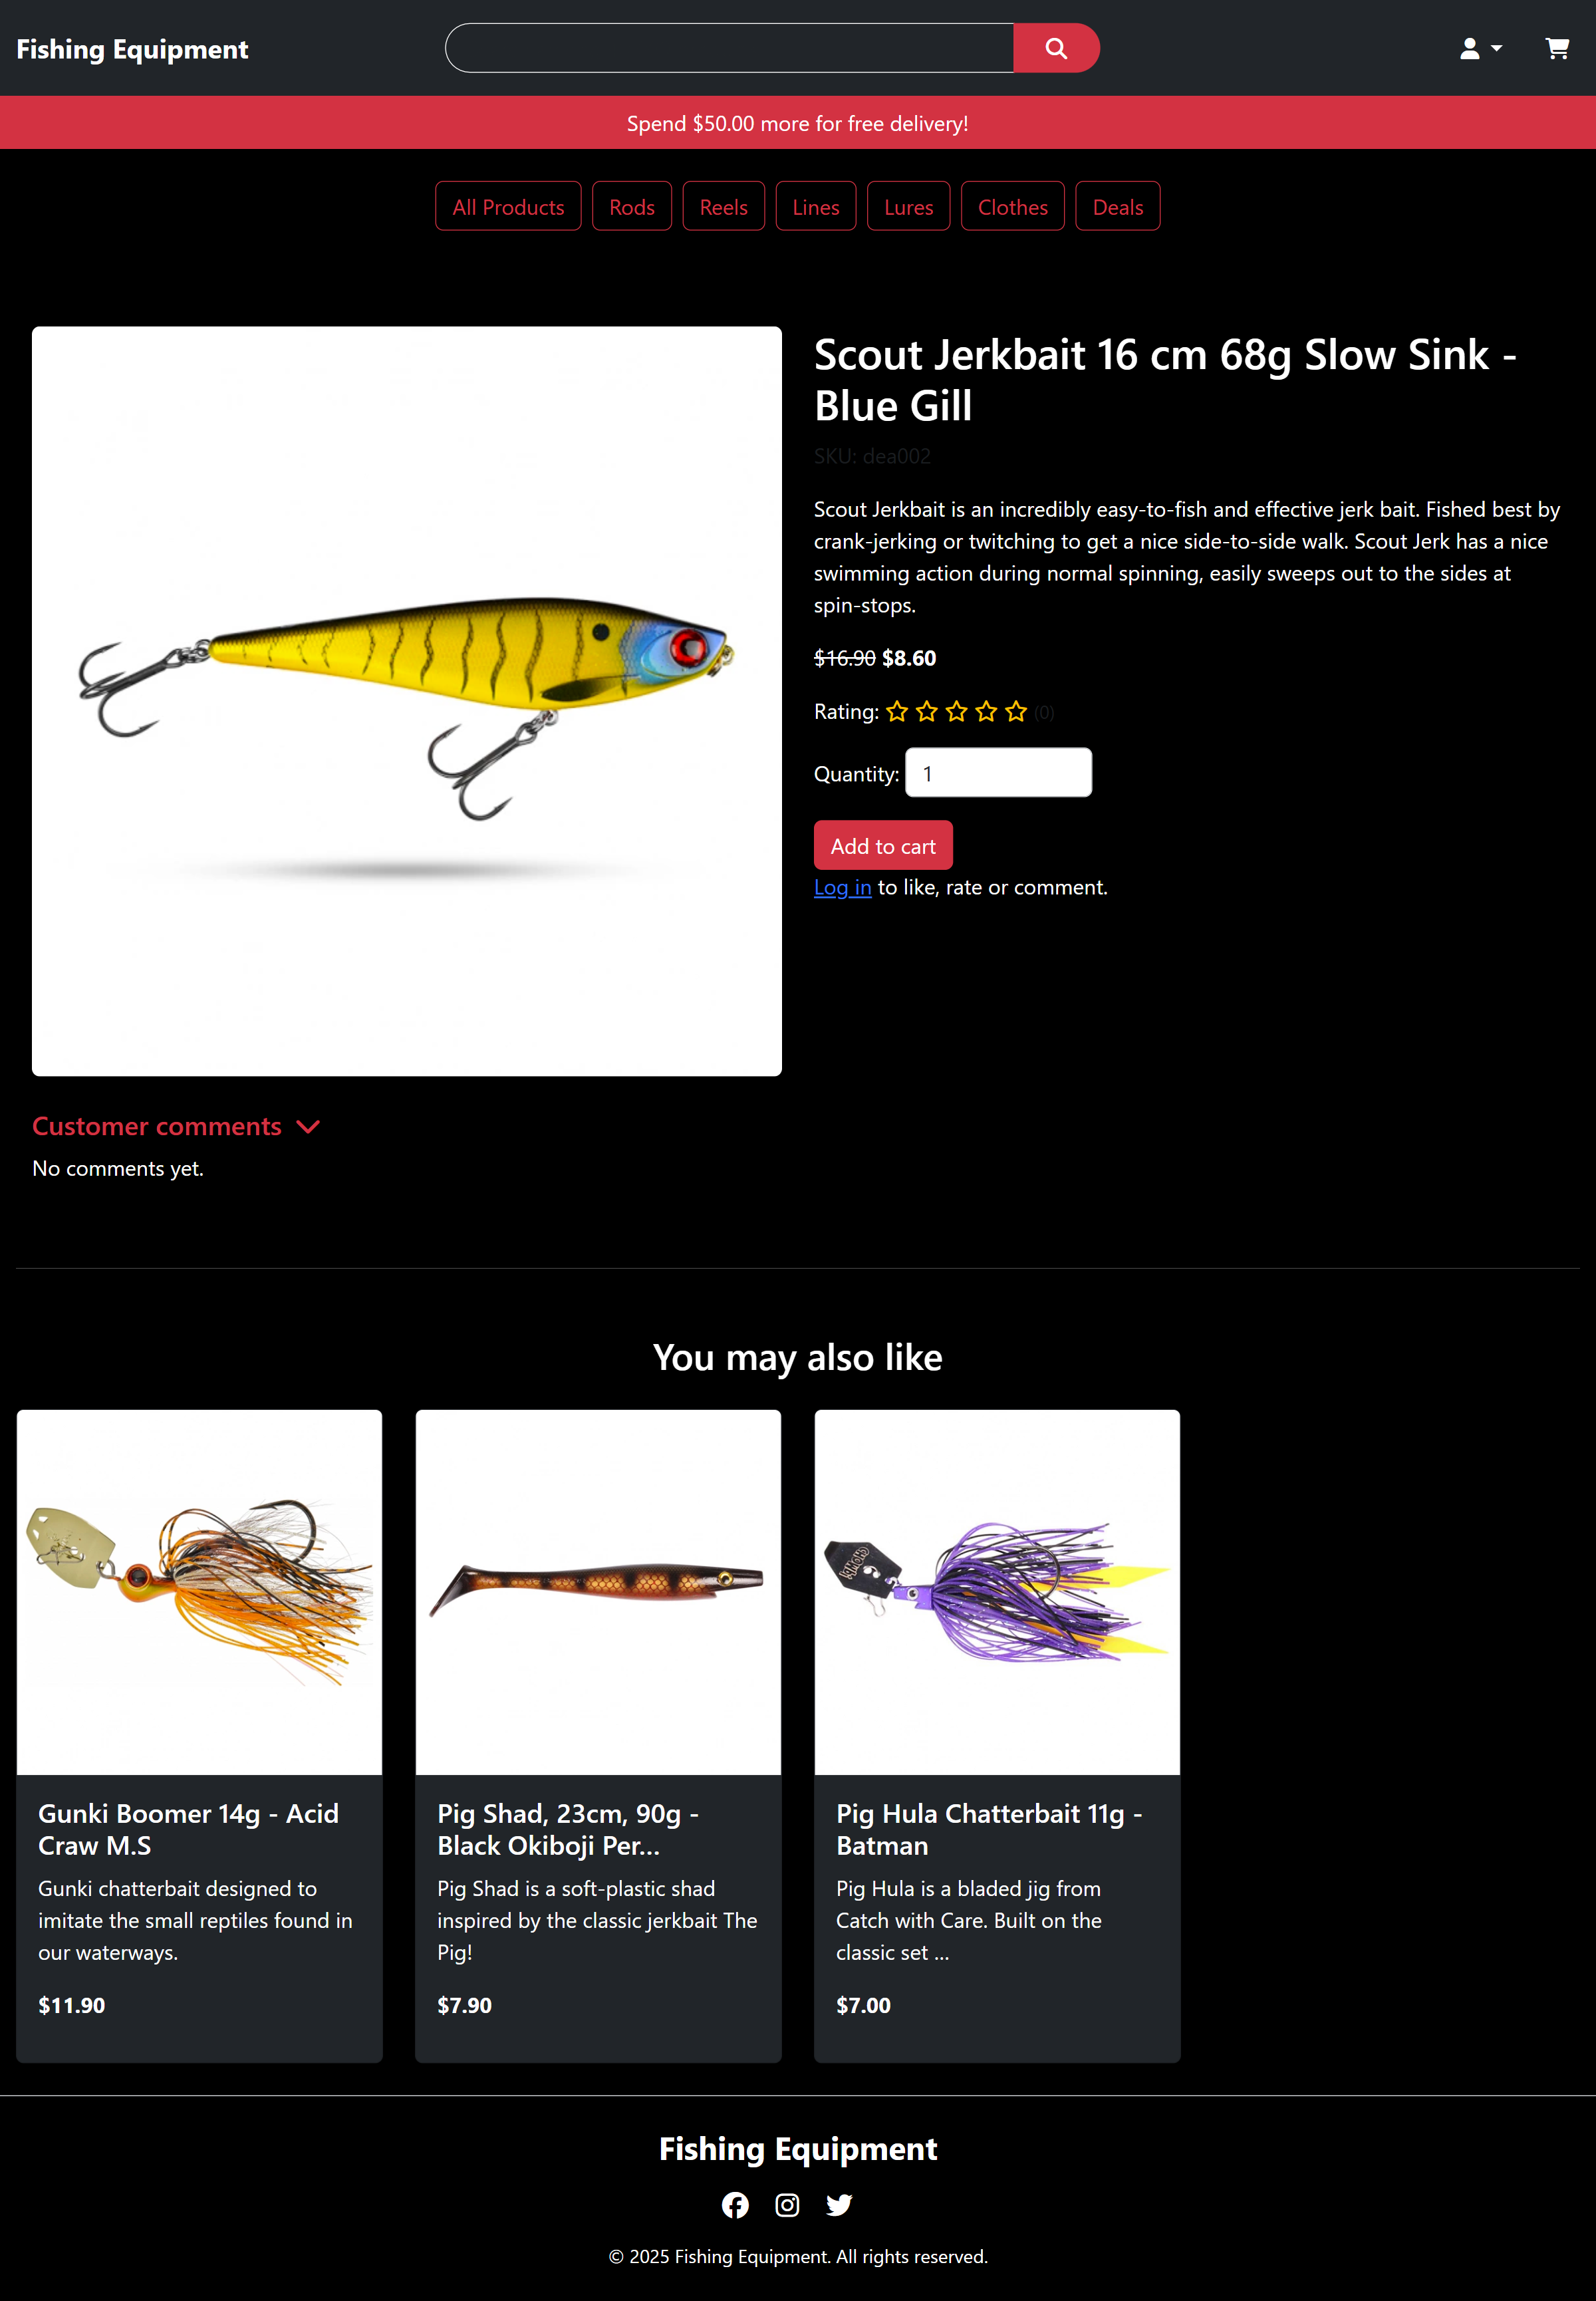 Fishing Equipment
Spend $50.00 more for free delivery!
All Products Rods Reels Lines Lures Clothes Deals
Scout Jerkbait 16 cm 68g Slow Sink -
Blue Gill
SKU: dea002
Scout Jerkbait is an incredibly easy-to-fish and effective jerk bait. Fished best by
crank-jerking or twitching to get a nice side-to-side walk. Scout Jerk has a nice
swimming action during normal spinning, easily sweeps out to the sides at
spin-stops.
$16.90 $8.60
Rating: (0)
Quantity: 1
Add to cart
Log in to like, rate or comment.
Customer comments
No comments yet.
You may also like
KIMONO
Gunki Boomer 14g - Acid
Craw M.S
Gunki chatterbait designed to
imitate the small reptiles found in
our waterways.
$11.90
Pig Shad, 23cm, 90g -
Black Okiboji Per...
Pig Shad is a soft-plastic shad
inspired by the classic jerkbait The
Pig!
$7.90
Pig Hula Chatterbait 11g -
Batman
Pig Hula is a bladed jig from
Catch with Care. Built on the
classic set ...
$7.00
Fishing Equipment
© 2025 Fishing Equipment. All rights reserved.